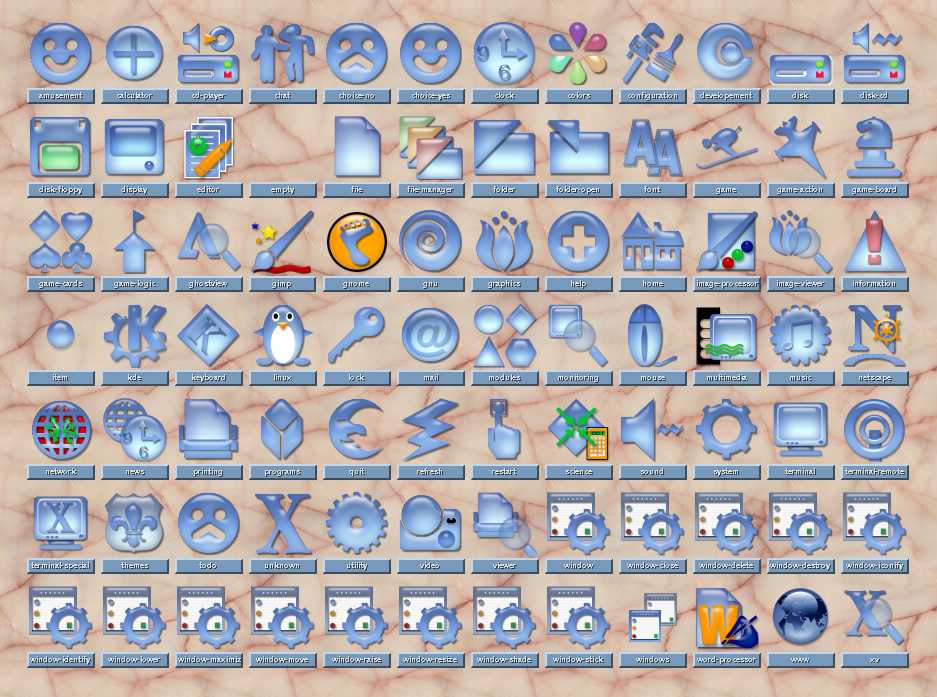 amusement calculator cd-player chat choice-no choice-yes clock colors configuration developement disk disk-cd
disk-floppy display editor empty file file-manager folder folder-open font game game-action game-board
game-cards game-logic ghostview gimp gnome gnu graphics help home image-processor image-viewer information
item kde keyboard linux lock mail modules monitoring mouse multimedia music netscape
network news printing programs quit refresh restart science sound system terminal terminal-remote
terminal-special themes todo unknown utility video viewer window window-close window-delete window-destroy window-iconify
window-identify window-lower window-maximiz window-move window-raise window-resize window-shade window-stick windows word-processor www xv